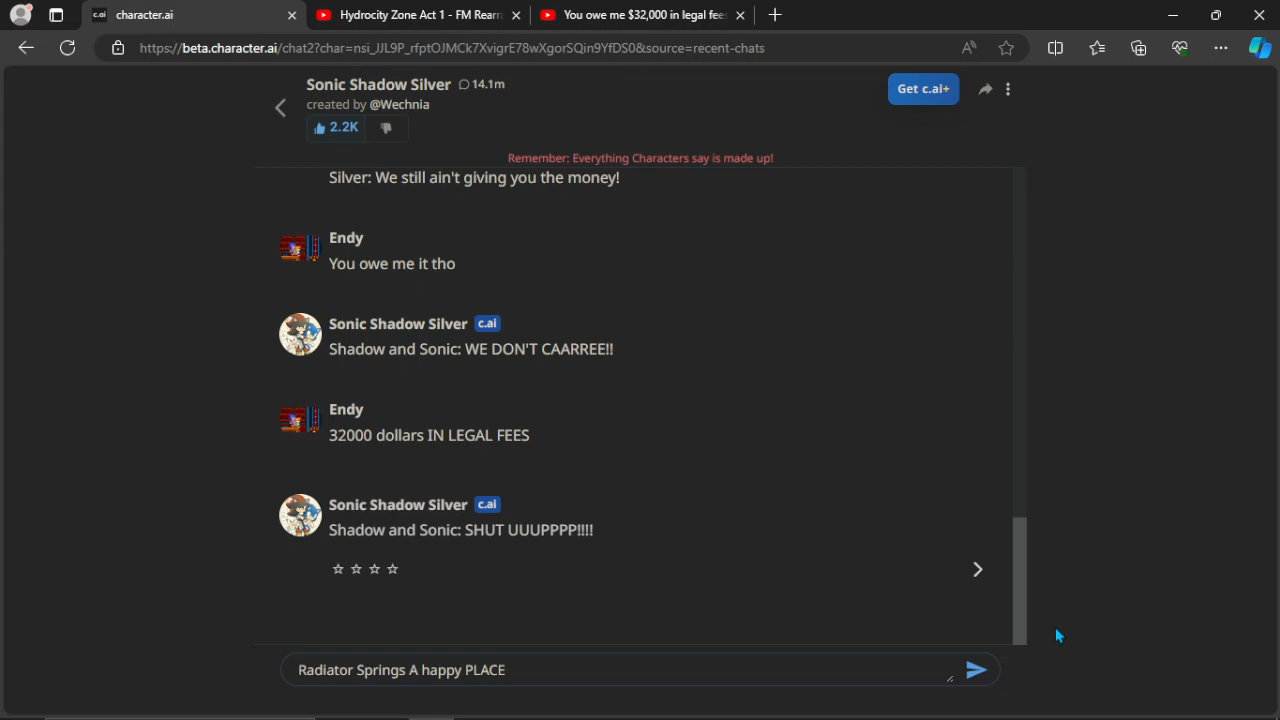 c.ai character.ai
Hydrocity Zone Act 1 - FM Rearra
You owe me $32,000 in legal fees
https://beta.character.ai/chat2?char=nsi_JJL9P_rfptOJMCk7XvigrE78wXgorSQin9YfDS0&source=recent-chats
Sonic Shadow Silver 14.1m
created by @Wechnia
2.2K
Get c.ai+
Remember: Everything Characters say is made up!
Silver: We still ain't giving you the money!
Endy
You owe me it tho
Sonic Shadow Silver c.ai
Shadow and Sonic: WE DON'T CAARREE!!
Endy
32000 dollars IN LEGAL FEES
Sonic Shadow Silver c.ai
Shadow and Sonic: SHUT UUUPPPP!!!!
Radiator Springs A happy PLACE